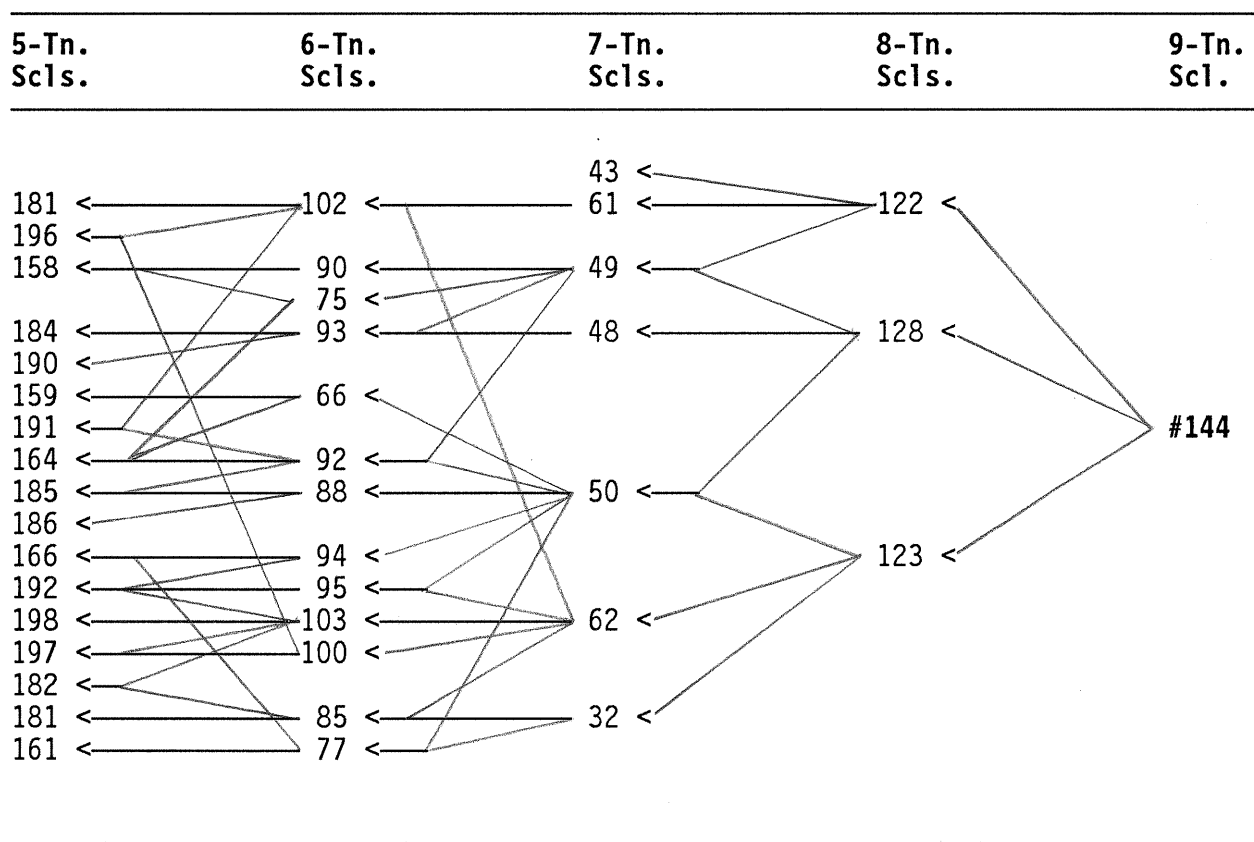 5-Tn. 6-Tn. 7-Tn. 8-Tn. 9-Tn.
Scls. Scls. Scls. Scls. Scl.
43 <
181 < 102 < 61 < 122 <
196 <
158 < 90 < 49 <
75 <
184 < 93 < 48 < 128 <
190 <
159 < 66 <
191 < #144
164 < 92 <
185 < 88 < 50 <
186 <
166 < 94 < 123 <
192 < 95 <
198 < 103 < 62 <
197 < 100 <
182 <
181 < 85 < 32 <
161 < 77 <